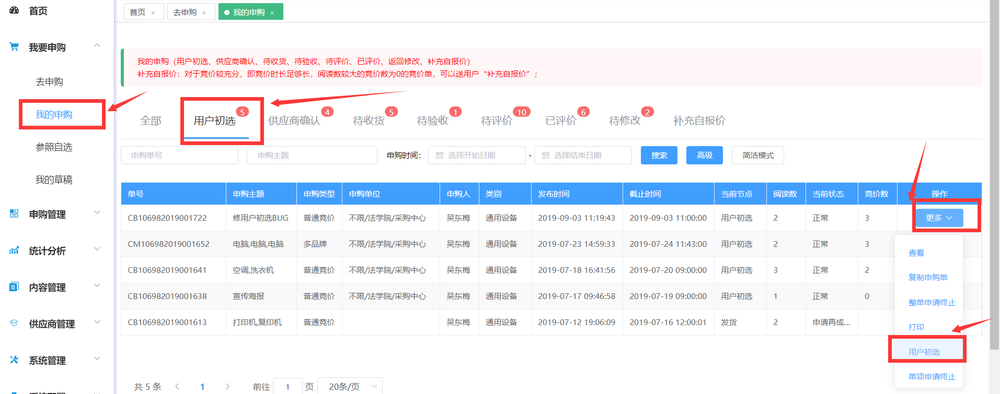 首页
我要申购
去申购
我的申购
参照自选
我的草稿
申购管理
统计分析
内容管理
供应商管理
系统管理
首页 ×
去申购 ×
我的申购 ×
我的申购（用户初选、供应商确认、待收货、待验收、待评价、已评价、返回修改、补充自报价）
补充自报价：对于竞价较充分，即竞价时长足够长，阅读数较大的竞价数为0的竞价单，可以送用户“补充自报价”；
全部 用户初选 5 供应商确认 4 待收货 5 待验收 1 待评价 10 已评价 6 待修改 2 补充自报价
申购单号 申购主题 申购时间： 选择开始日期 - 选择结束日期 搜索 高级 简洁模式
单号 申购主题 申购类型 申购单位 申购人 类别 发布时间 截止时间 当前节点 阅读数 当前状态 竞价数 操作
CB106982019001722 修用户初选BUG 普通竞价 不限/法学院/采购中心 吴东梅 通用设备 2019-09-03 11:19:43 2019-09-03 11:00:00 用户初选 2 正常 3 更多
CM106982019001652 电脑,电脑,电脑 多品牌 不限/法学院/采购中心 吴东梅 通用设备 2019-07-23 14:59:33 2019-07-24 11:43:00 用户初选 2 正常 3
CB106982019001641 空调,洗衣机 普通竞价 不限/法学院/采购中心 吴东梅 通用设备 2019-07-18 16:41:56 2019-07-20 09:00:00 用户初选 3 正常 2
CB106982019001638 宣传海报 普通竞价 不限/法学院/采购中心 吴东梅 通用设备 2019-07-17 09:46:58 2019-07-19 09:00:00 用户初选 1 正常 0
CB106982019001613 打印机,复印机 普通竞价 吴东梅 通用设备 2019-07-12 19:06:09 2019-07-16 12:00:01 发货 2 申请再成...
查看
复制申购单
整单申请终止
打印
用户初选
单项申请终止
共 5 条 1 前往 1 页 20条/页